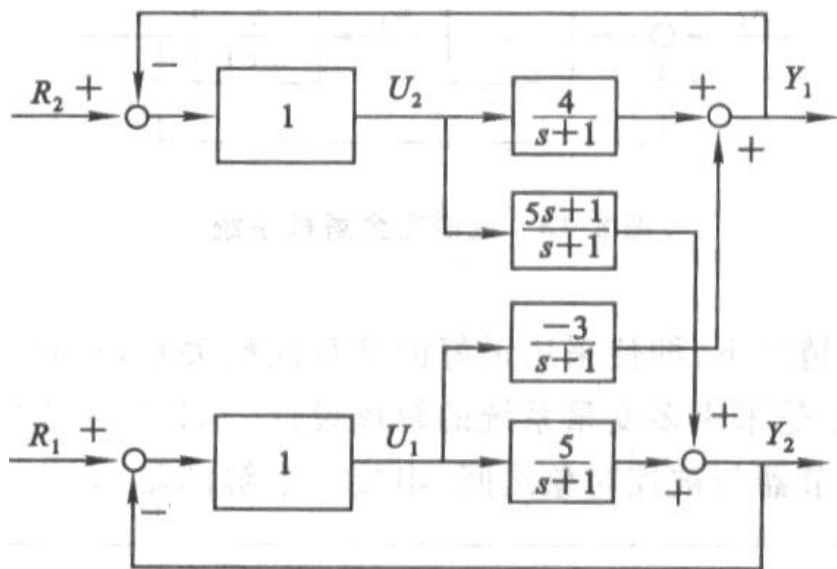 −
R₂ + 1 U₂ 4/(s+1) + Y₁
+
5s+1/(s+1)
−3/(s+1)
+
R₁ + 1 U₁ 5/(s+1) Y₂
− +